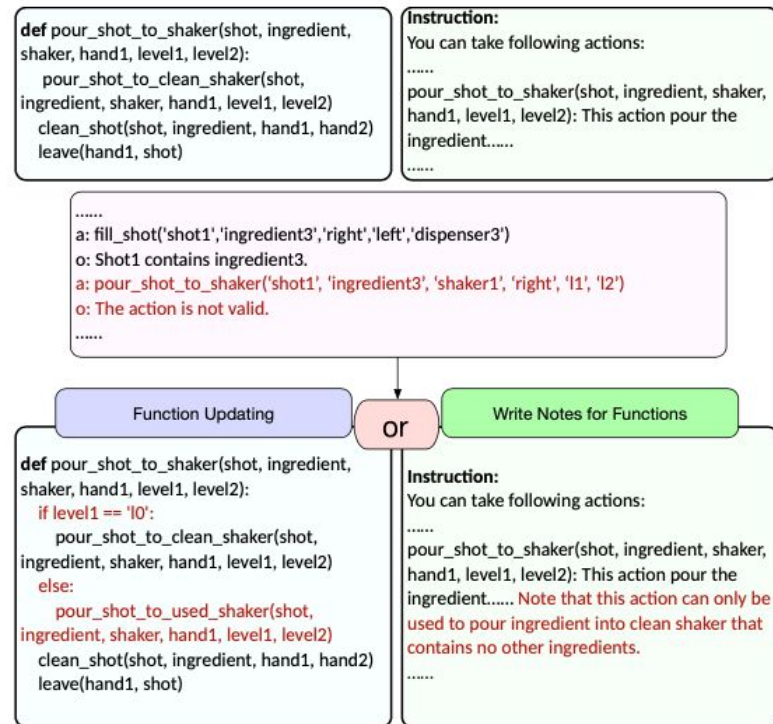 def pour_shot_to_shaker(shot, ingredient,
shaker, hand1, level1, level2):
pour_shot_to_clean_shaker(shot,
ingredient, shaker, hand1, level1, level2)
clean_shot(shot, ingredient, hand1, hand2)
leave(hand1, shot)
Instruction:
You can take following actions:
......
pour_shot_to_shaker(shot, ingredient, shaker,
hand1, level1, level2): This action pour the
ingredient......
......
......
a: fill_shot('shot1','ingredient3','right','left','dispenser3')
o: Shot1 contains ingredient3.
a: pour_shot_to_shaker('shot1', 'ingredient3', 'shaker1', 'right', 'l1', 'l2')
o: The action is not valid.
......
Function Updating
or
Write Notes for Functions
def pour_shot_to_shaker(shot, ingredient,
shaker, hand1, level1, level2):
if level1 == 'l0':
pour_shot_to_clean_shaker(shot,
ingredient, shaker, hand1, level1, level2)
else:
pour_shot_to_used_shaker(shot,
ingredient, shaker, hand1, level1, level2)
clean_shot(shot, ingredient, hand1, hand2)
leave(hand1, shot)
Instruction:
You can take following actions:
......
pour_shot_to_shaker(shot, ingredient, shaker,
hand1, level1, level2): This action pour the
ingredient...... Note that this action can only be
used to pour ingredient into clean shaker that
contains no other ingredients.
......